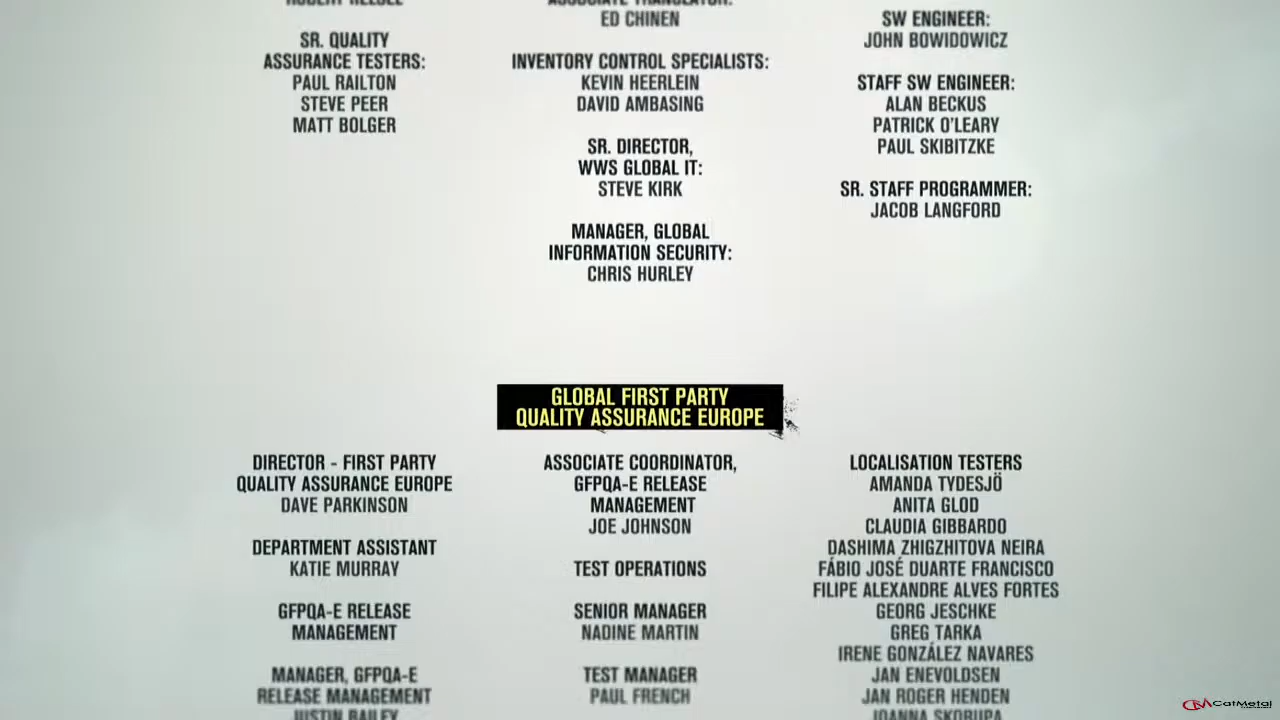 SR. QUALITY
ASSURANCE TESTERS:
PAUL RAILTON
STEVE PEER
MATT BOLGER
ED CHINEN
INVENTORY CONTROL SPECIALISTS:
KEVIN HEERLEIN
DAVID AMBASING
SR. DIRECTOR,
WWS GLOBAL IT:
STEVE KIRK
MANAGER, GLOBAL
INFORMATION SECURITY:
CHRIS HURLEY
SW ENGINEER:
JOHN BOWIDOWICZ
STAFF SW ENGINEER:
ALAN BECKUS
PATRICK O'LEARY
PAUL SKIBITZKE
SR. STAFF PROGRAMMER:
JACOB LANGFORD
GLOBAL FIRST PARTY
QUALITY ASSURANCE EUROPE
DIRECTOR - FIRST PARTY
QUALITY ASSURANCE EUROPE
DAVE PARKINSON
DEPARTMENT ASSISTANT
KATIE MURRAY
GFPQA-E RELEASE
MANAGEMENT
MANAGER, GFPQA-E
RELEASE MANAGEMENT
JUSTIN BAILEY
ASSOCIATE COORDINATOR,
GFPQA-E RELEASE
MANAGEMENT
JOE JOHNSON
TEST OPERATIONS
SENIOR MANAGER
NADINE MARTIN
TEST MANAGER
PAUL FRENCH
LOCALISATION TESTERS
AMANDA TYDESJÖ
ANITA GLOD
CLAUDIA GIBBARDO
DASHIMA ZHIGZHITOVA NEIRA
FÁBIO JOSÉ DUARTE FRANCISCO
FILIPE ALEXANDRE ALVES FORTES
GEORG JESCHKE
GREG TARKA
IRENE GONZÁLEZ NAVARES
JAN ENEVOLDSEN
JAN ROGER HENDEN
JOANNA SKORUPA
CatMetal